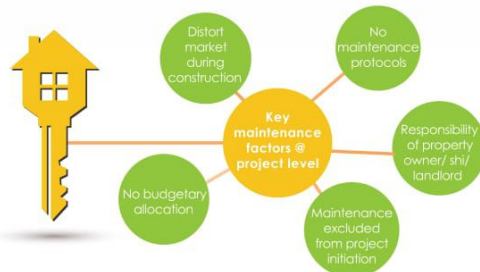 Distort
market
during
construction
No
maintenance
protocols
Key
maintenance
factors @
project level
Responsibility
of property
owner/ shi/
landlord
No budgetary
allocation
Maintenance
excluded
from project
initiation